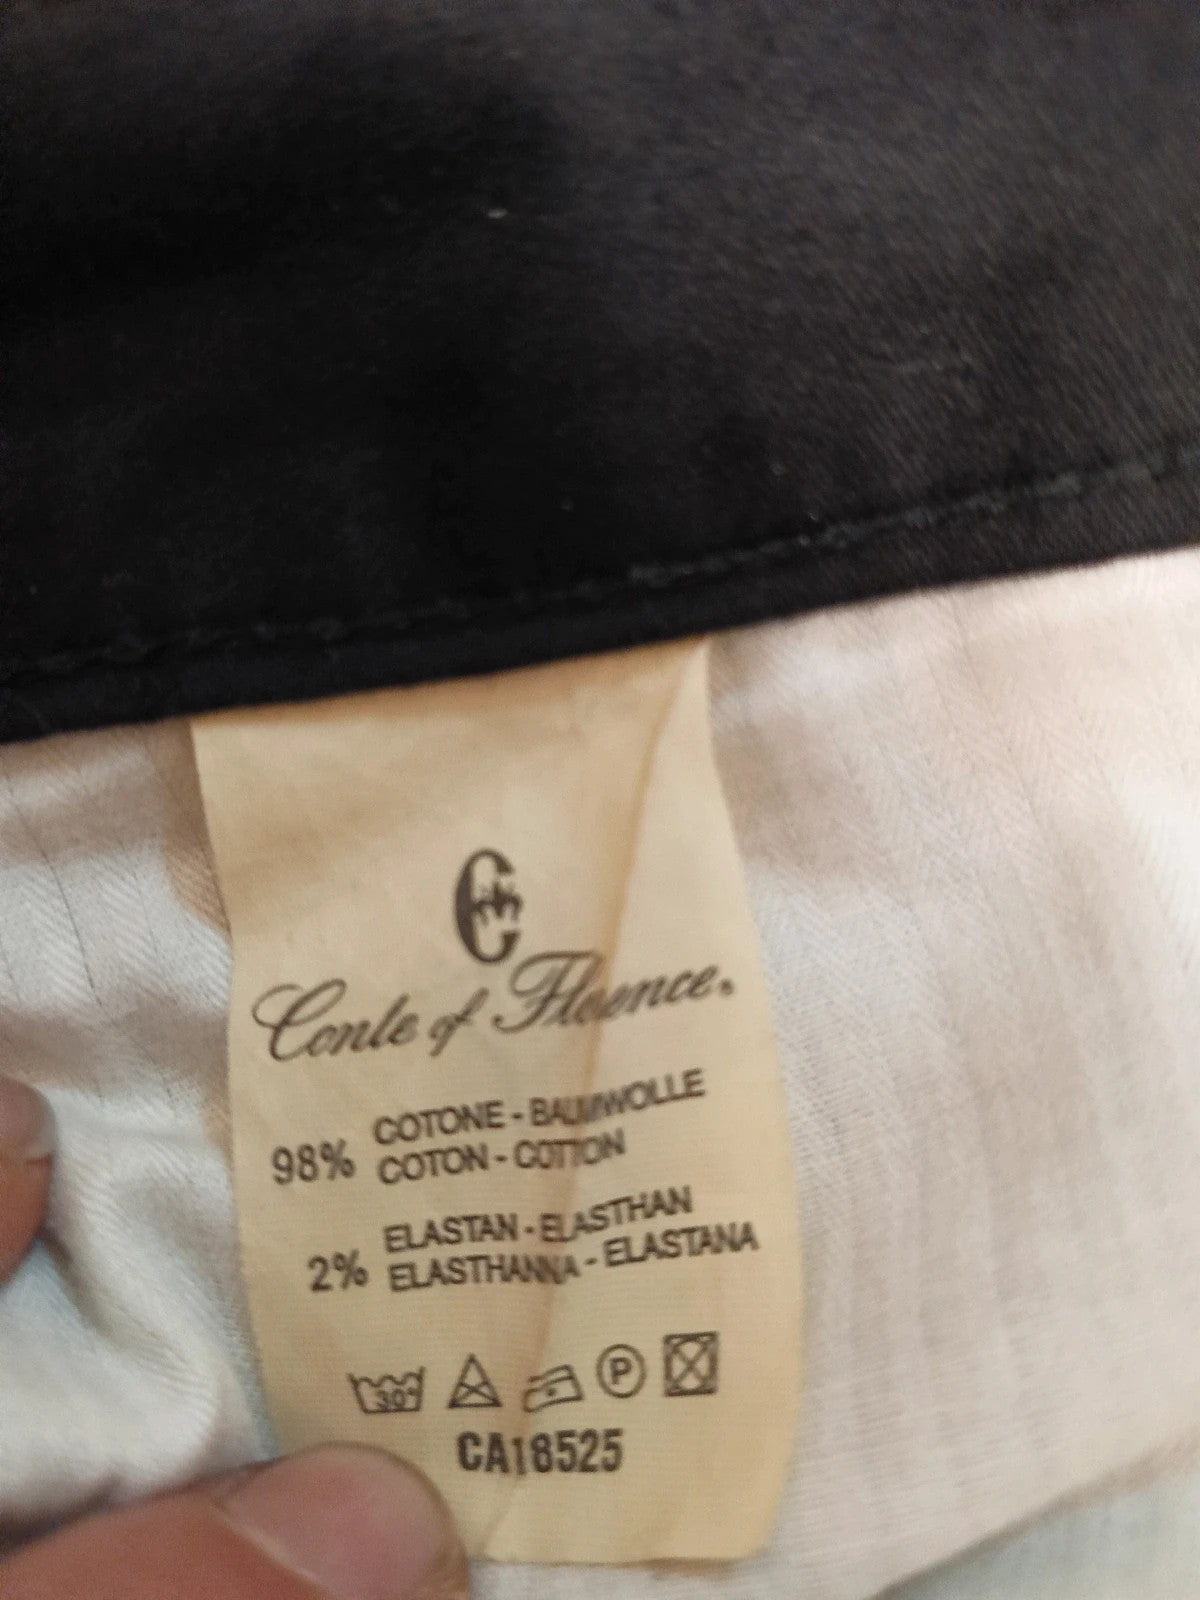 Conte of Florence.
98% COTONE - BAUMWOLLE
COTON - COTTON
2% ELASTAN - ELASTHAN
ELASTHANNA - ELASTANA
30° P
CA18525